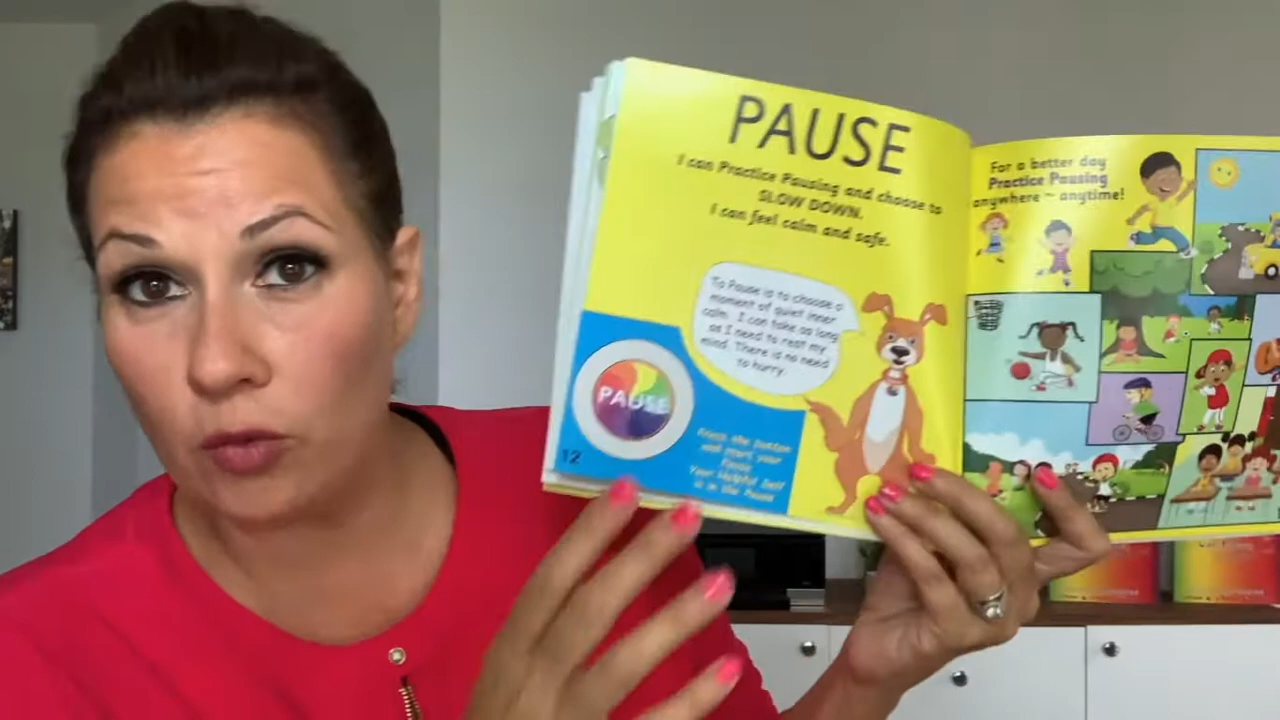 PAUSE
I can Practice Pausing and choose to
SLOW DOWN.
I can feel calm and safe.
To Pause is to choose a
moment of quiet inner
calm. I can take as long
as I need to rest my
mind. There is no need
to hurry.
PAUSE
Press the button
and start your
Pause
Your Helpful Self
is in the Pause
12
For a better day
Practice Pausing
anywhere ~ anytime!